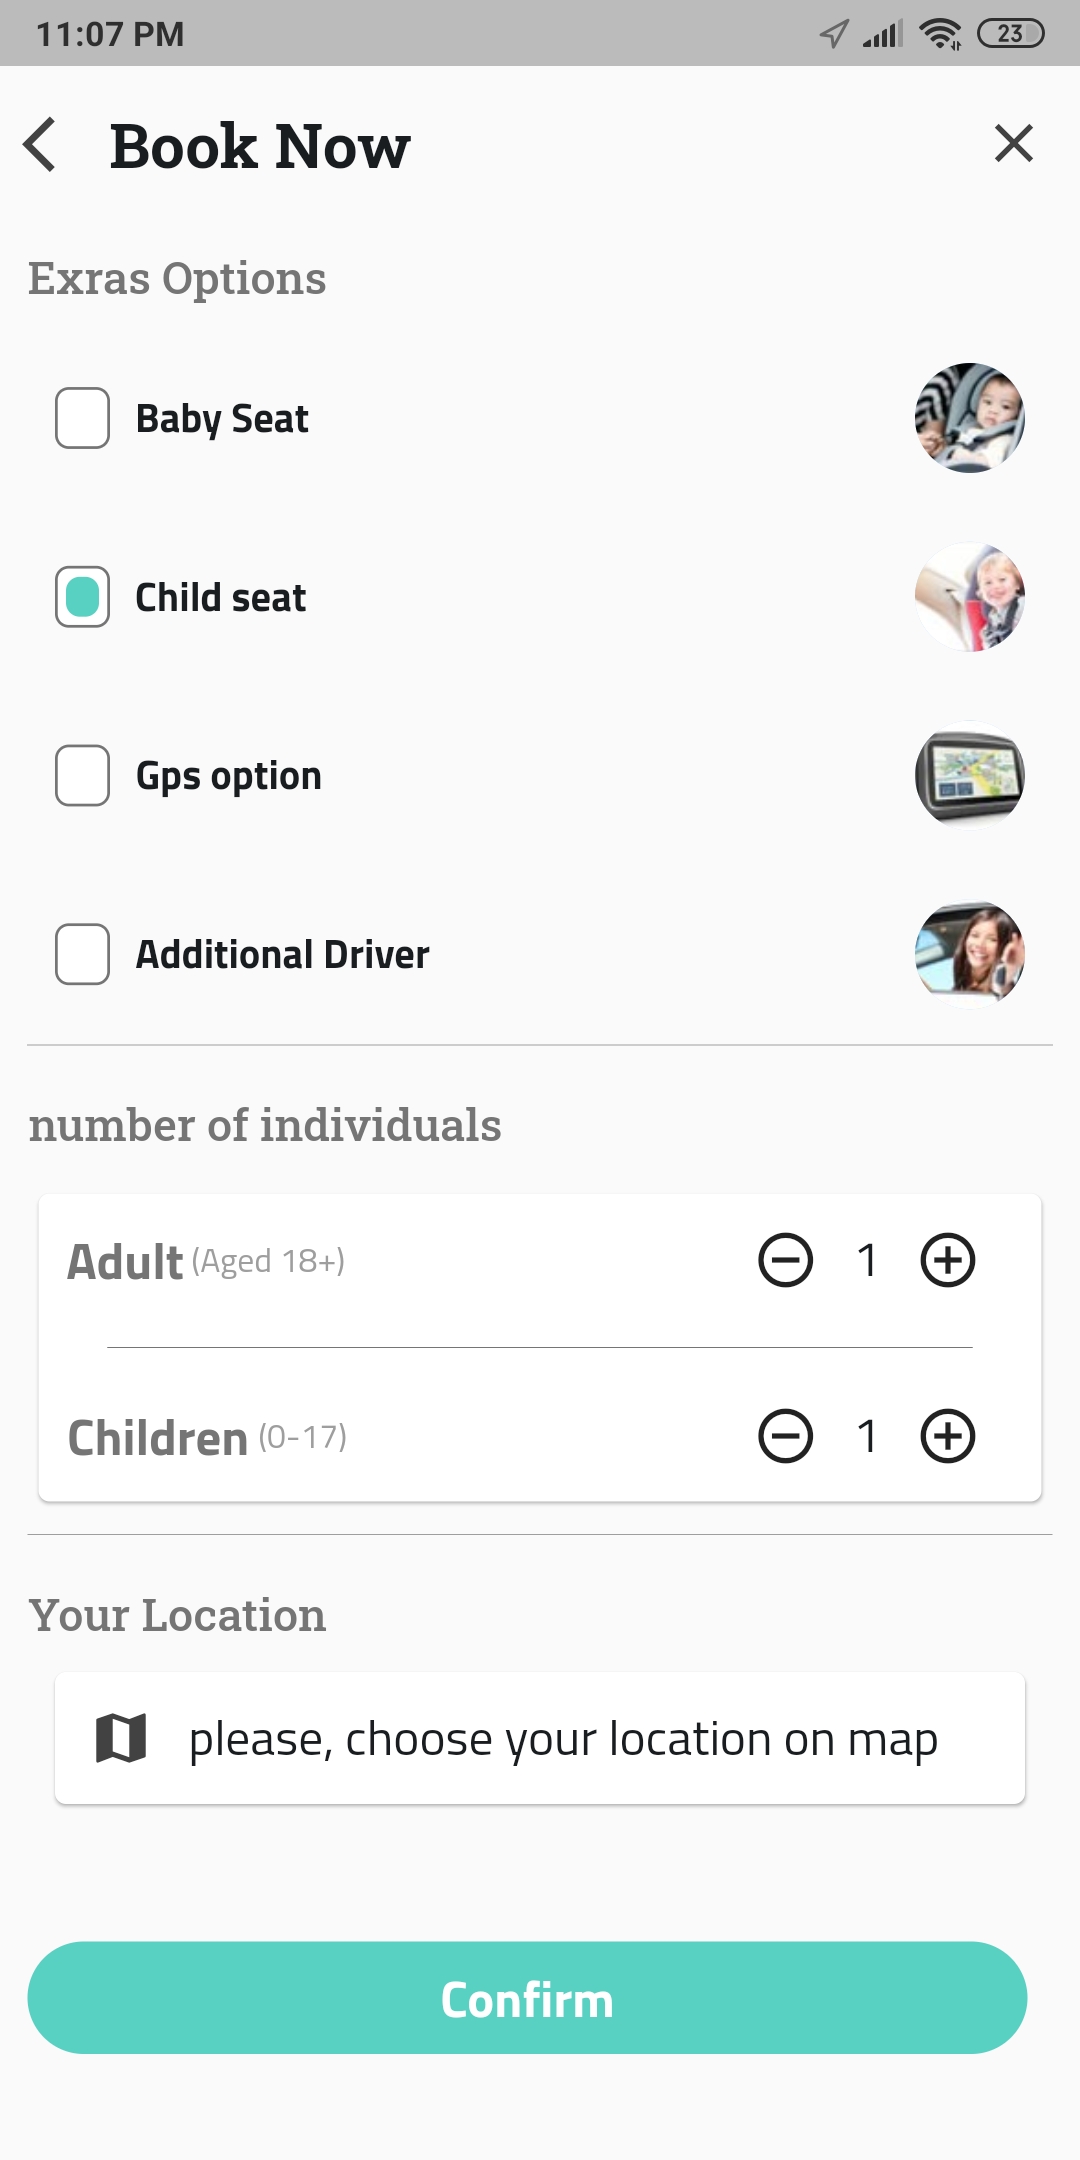 11:07 PM
23
Book Now
Exras Options
Baby Seat
Child seat
Gps option
Additional Driver
number of individuals
Adult (Aged 18+) 1
Children (0-17) 1
Your Location
please, choose your location on map
Confirm